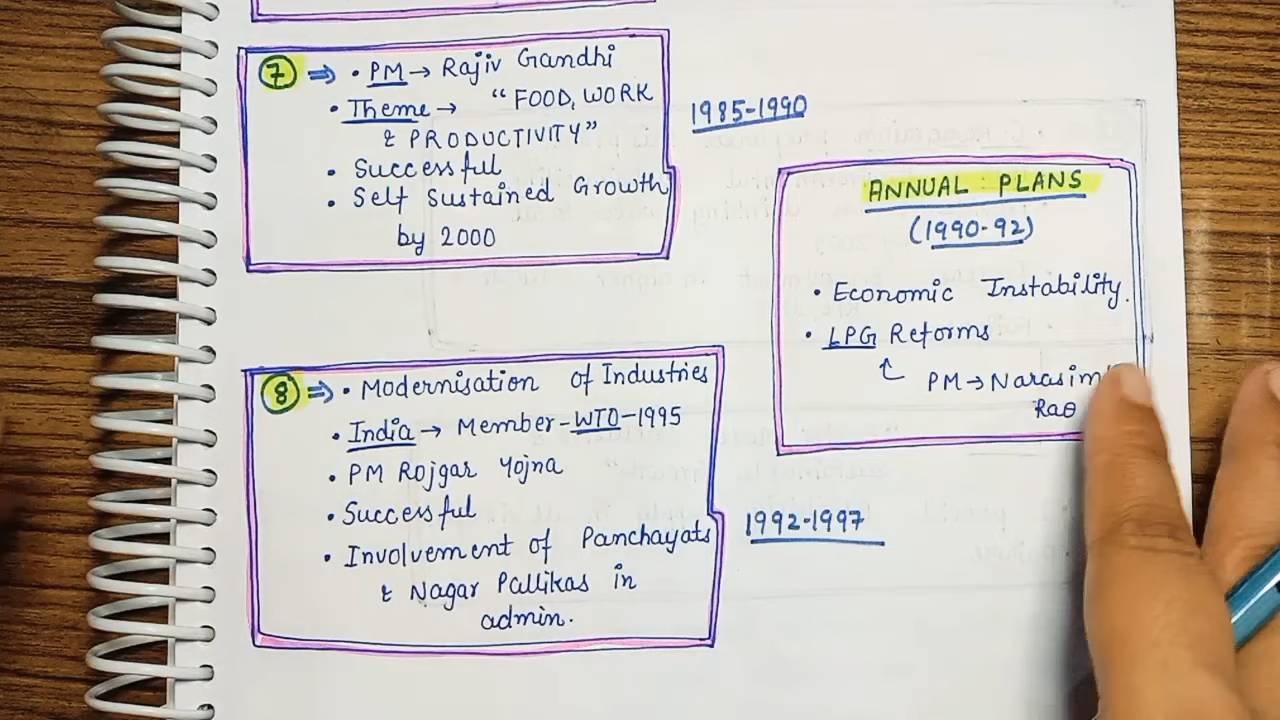 7 ⇒ • PM → Rajiv Gandhi
• Theme → "FOOD, WORK
& PRODUCTIVITY"
• Successful
• Self Sustained Growth
by 2000
1985-1990
ANNUAL PLANS
(1990-92)
• Economic Instability.
• LPG Reforms
PM → Narasim
Rao
8 ⇒ • Modernisation of Industries
• India → Member - WTO - 1995
• PM Rojgar Yojna
• Successful
• Involvement of Panchayats
& Nagar Pallikas in
admin.
1992-1997